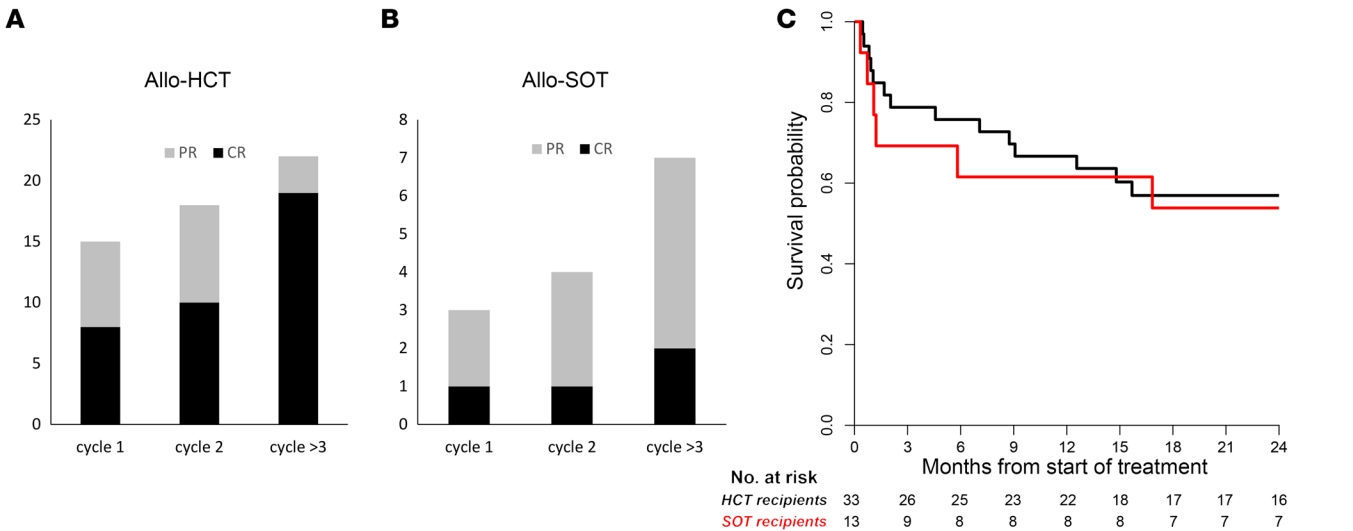 A
Allo-HCT
25
20
15
10
5
0
PR CR
cycle 1 cycle 2 cycle >3
B
Allo-SOT
8
7
6
5
4
3
2
1
0
PR CR
cycle 1 cycle 2 cycle >3
C
Survival probability
1.0
0.8
0.6
0.4
0.2
0.0
0 3 6 9 12 15 18 21 24
Months from start of treatment
No. at risk
HCT recipients 33 26 25 23 22 18 17 17 16
SOT recipients 13 9 8 8 8 8 7 7 7